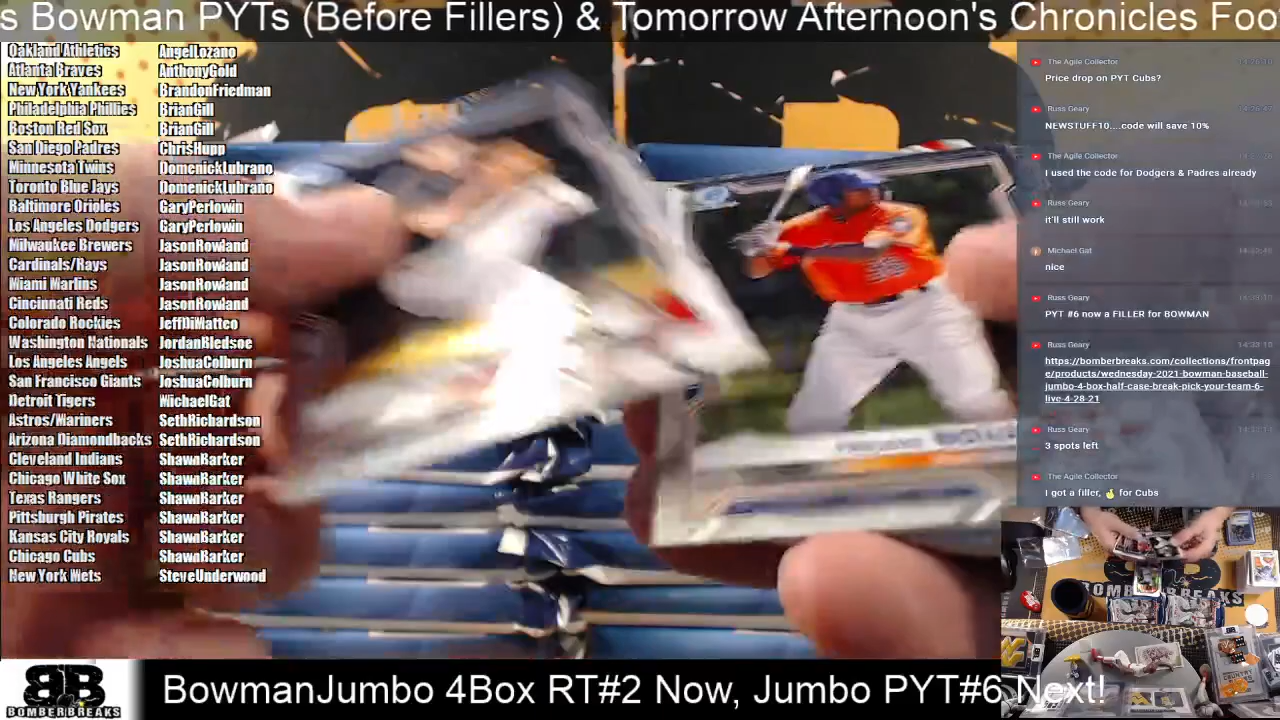 s Bowman PYTs (Before Fillers) & Tomorrow Afternoon's Chronicles Foo
Oakland Athletics AngelLozano
Atlanta Braves AnthonyGold
New York Yankees BrandonFriedman
Philadelphia Phillies BrianGill
Boston Red Sox BrianGill
San Diego Padres ChrisHupp
Minnesota Twins DomenickLubrano
Toronto Blue Jays DomenickLubrano
Baltimore Orioles GaryPerlowin
Los Angeles Dodgers GaryPerlowin
Milwaukee Brewers JasonRowland
Cardinals/Rays JasonRowland
Miami Marlins JasonRowland
Cincinnati Reds JasonRowland
Colorado Rockies JeffDiMatteo
Washington Nationals JordanBledsoe
Los Angeles Angels JoshuaColburn
San Francisco Giants JoshuaColburn
Detroit Tigers MichaelGat
Astros/Mariners SethRichardson
Arizona Diamondbacks SethRichardson
Cleveland Indians ShawnBarker
Chicago White Sox ShawnBarker
Texas Rangers ShawnBarker
Pittsburgh Pirates ShawnBarker
Kansas City Royals ShawnBarker
Chicago Cubs ShawnBarker
New York Mets SteveUnderwood
The Agile Collector
Price drop on PYT Cubs?
Russ Geary
NEWSTUFF10....code will save 10%
The Agile Collector
I used the code for Dodgers & Padres already
Russ Geary
it'll still work
Michael Gat
nice
Russ Geary
PYT #6 now a FILLER for BOWMAN
Russ Geary
https://bomberbreaks.com/collections/frontpag
e/products/wednesday-2021-bowman-baseball-
jumbo-4-box-half-case-break-pick-your-team-6-
live-4-28-21
Russ Geary
3 spots left
The Agile Collector
I got a filler, 🤞 for Cubs
BOMBERBREAKS
BB
BOMBERBREAKS
BowmanJumbo 4Box RT#2 Now, Jumbo PYT#6 Next!